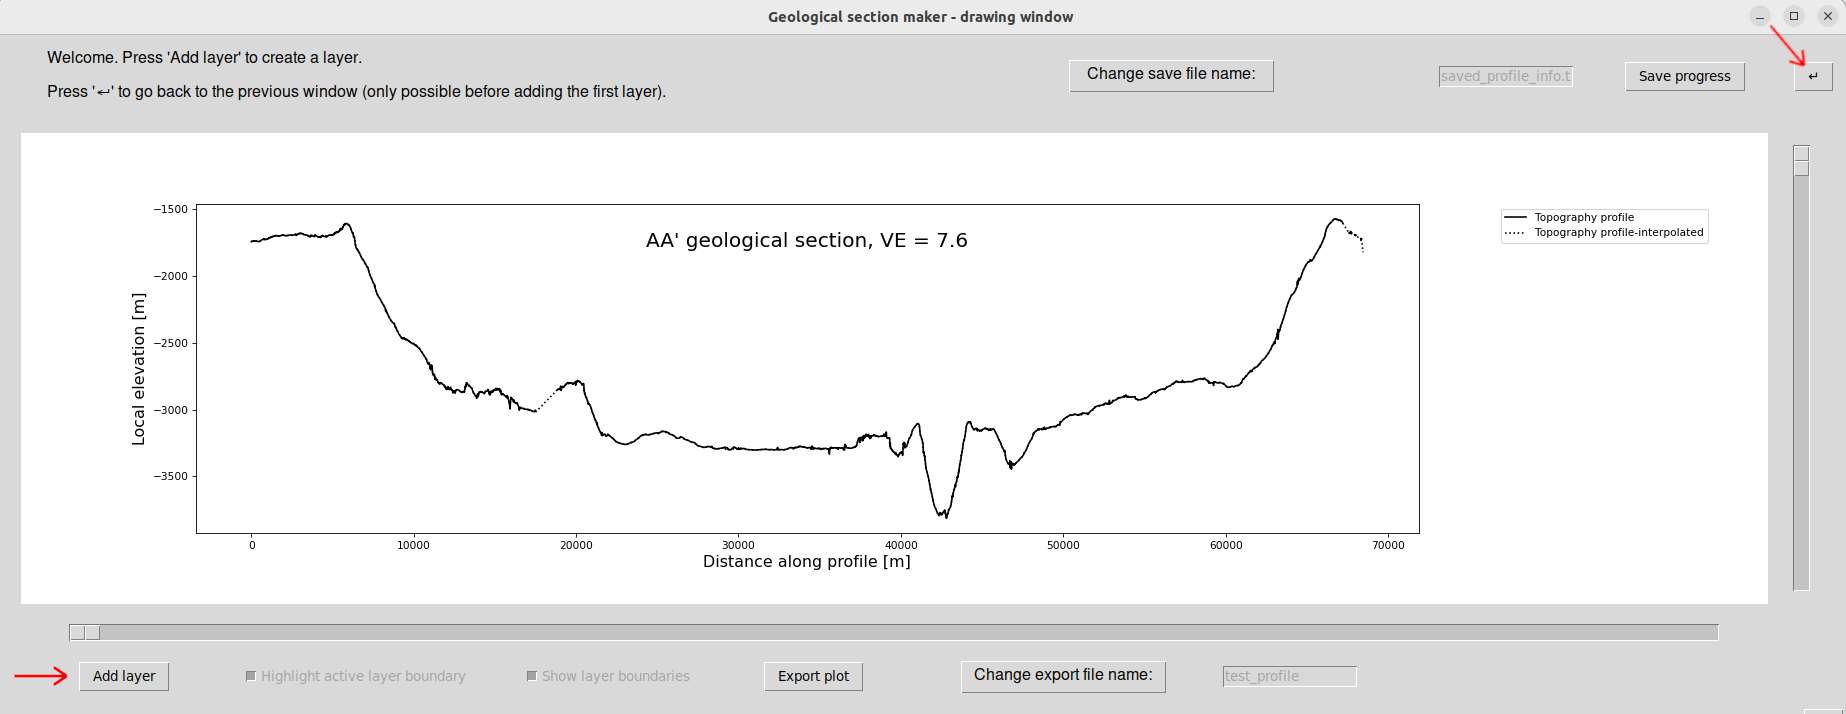 Geological section maker - drawing window
Welcome. Press 'Add layer' to create a layer.
Press '↵' to go back to the previous window (only possible before adding the first layer).
Change save file name:
saved_profile_info.t
Save progress
↵
AA' geological section, VE = 7.6
Topography profile
Topography profile-interpolated
Local elevation [m]
−1500
−2000
−2500
−3000
−3500
0 10000 20000 30000 40000 50000 60000 70000
Distance along profile [m]
Add layer
Highlight active layer boundary
Show layer boundaries
Export plot
Change export file name:
test_profile